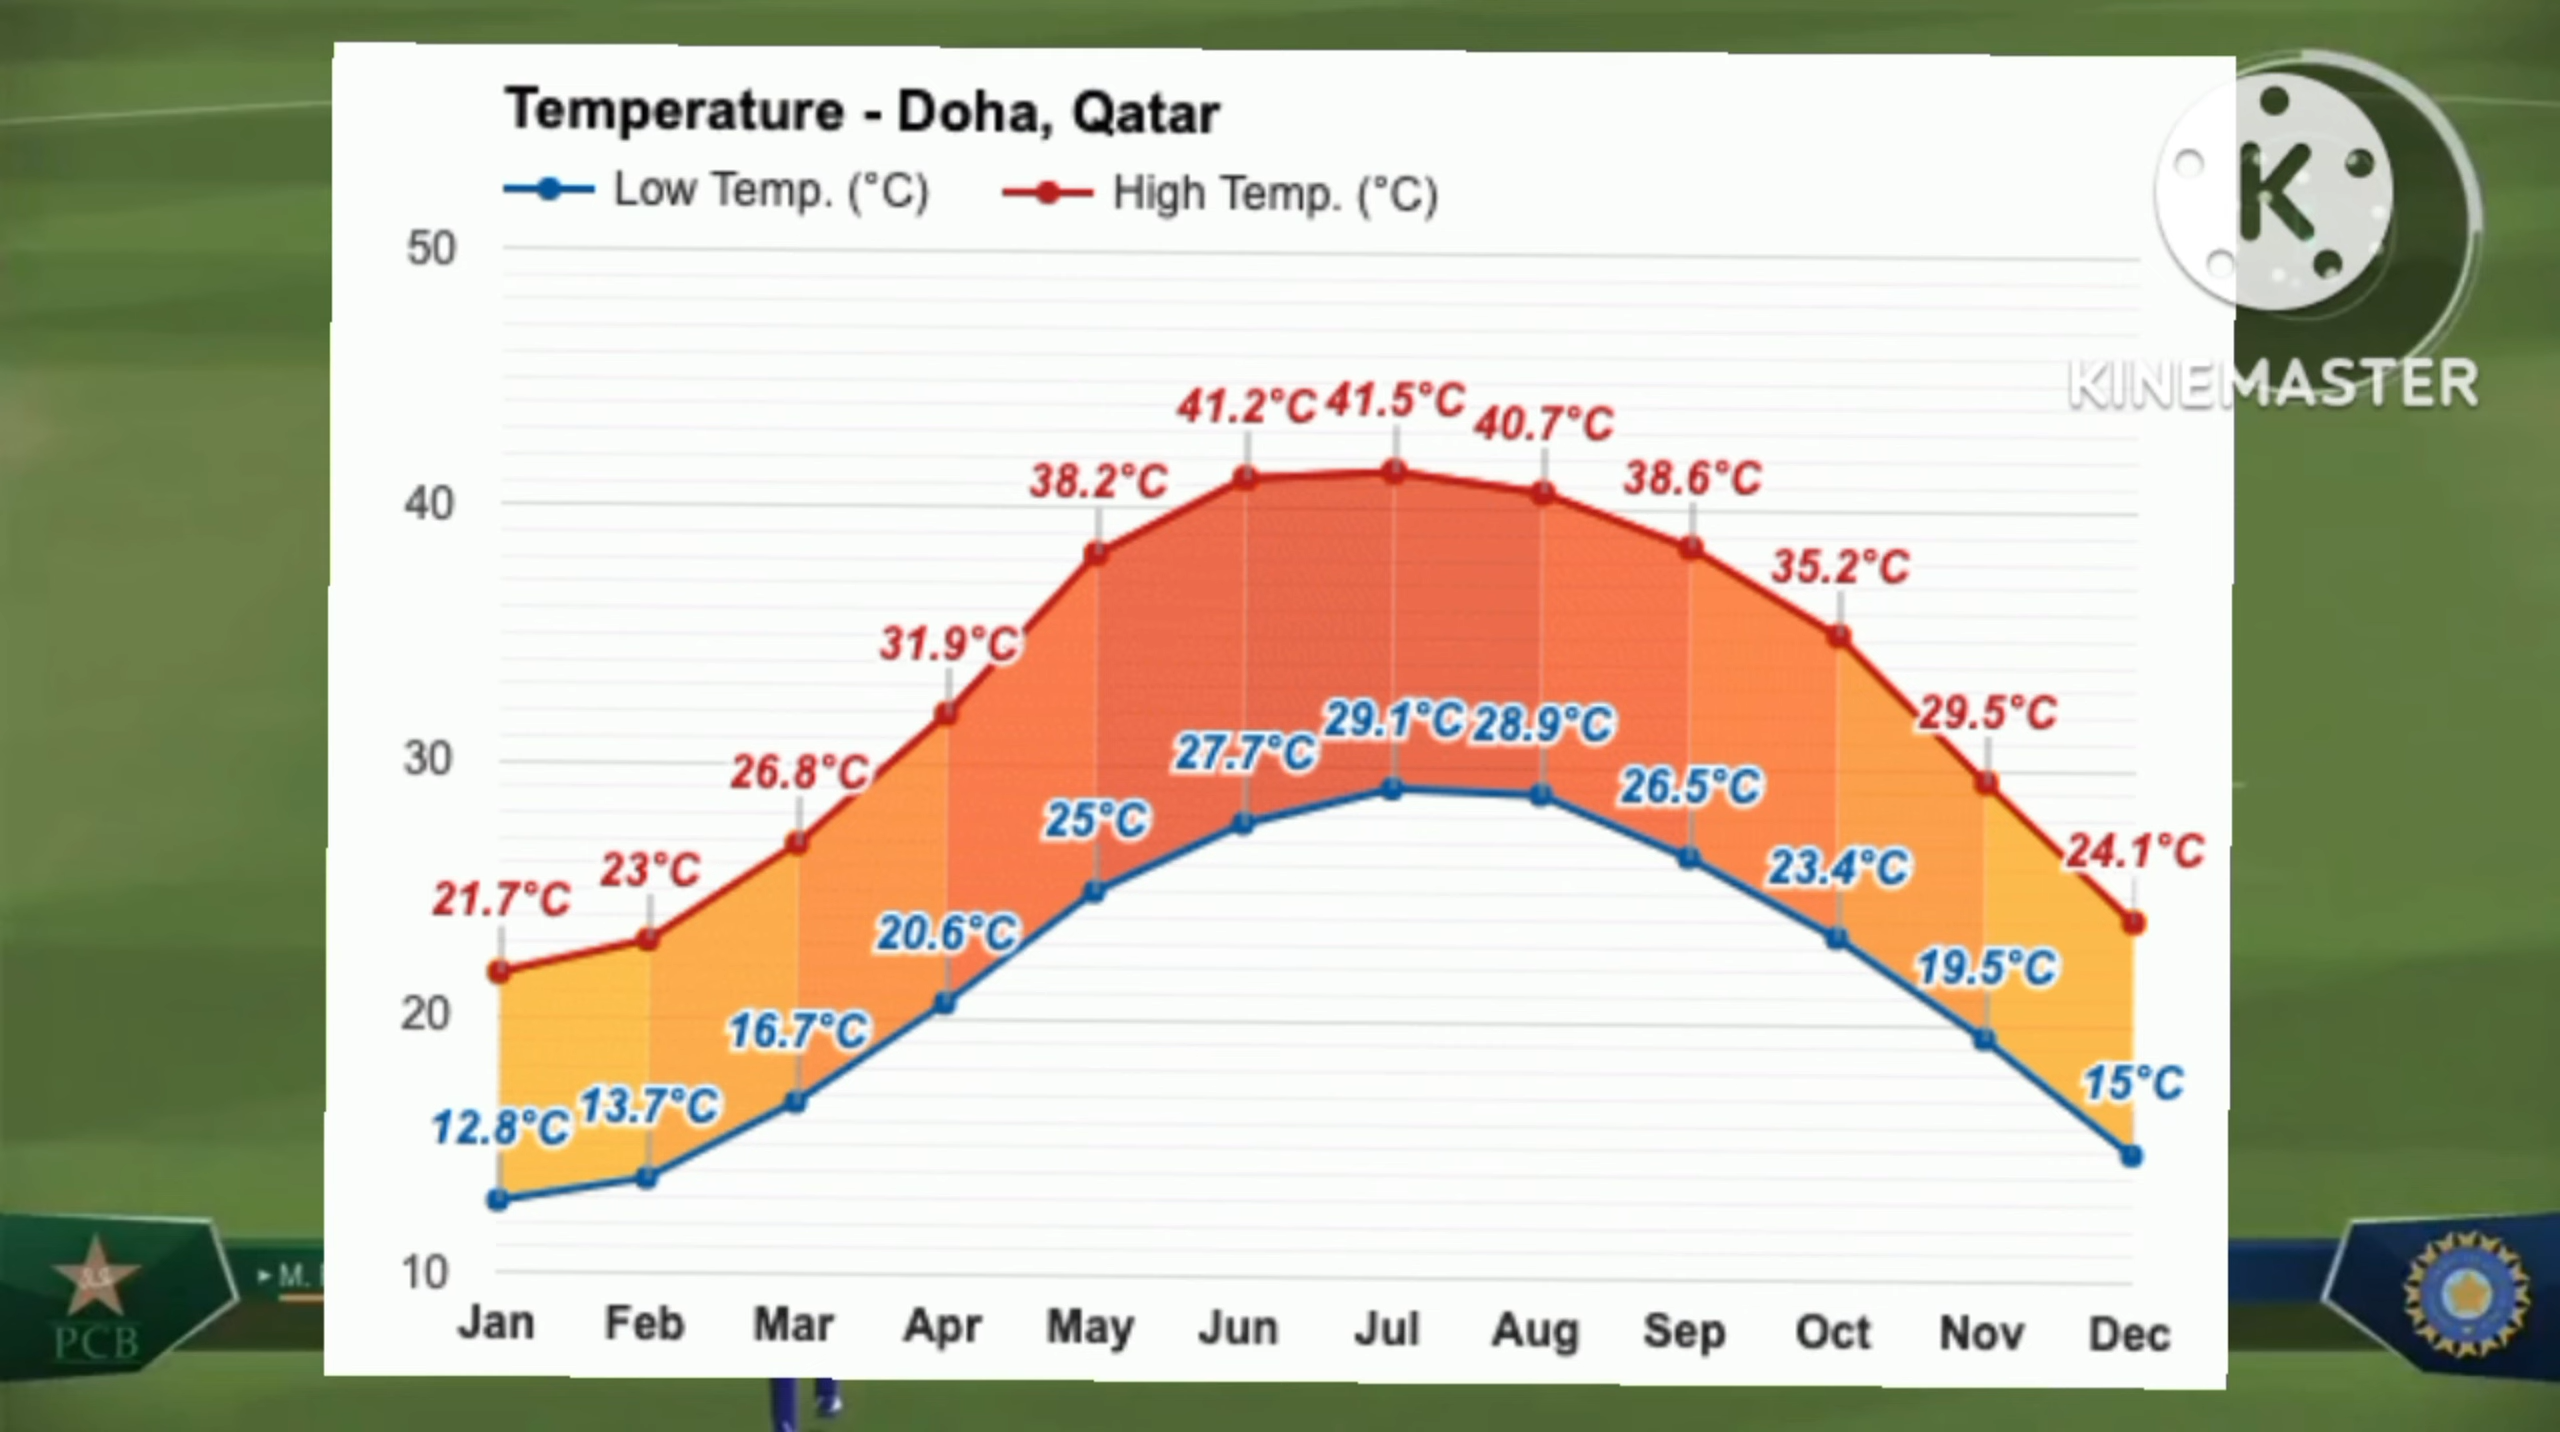 Temperature - Doha, Qatar
Low Temp. (°C) High Temp. (°C)
50
40
30
20
10
21.7°C 23°C 26.8°C 31.9°C 38.2°C 41.2°C 41.5°C 40.7°C 38.6°C 35.2°C 29.5°C 24.1°C
12.8°C 13.7°C 16.7°C 20.6°C 25°C 27.7°C 29.1°C 28.9°C 26.5°C 23.4°C 19.5°C 15°C
Jan Feb Mar Apr May Jun Jul Aug Sep Oct Nov Dec
K
KINEMASTER
PCB
M.